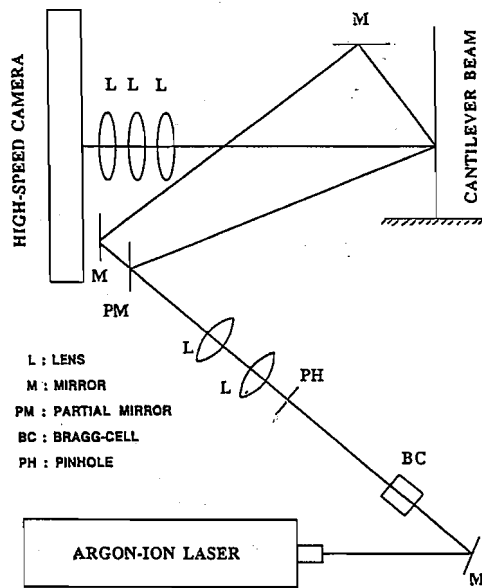 M
L L L
HIGH-SPEED CAMERA
CANTILEVER BEAM
M
PM
L
L
PH
L : LENS
M : MIRROR
PM : PARTIAL MIRROR
BC : BRAGG-CELL
PH : PINHOLE
BC
ARGON-ION LASER
M